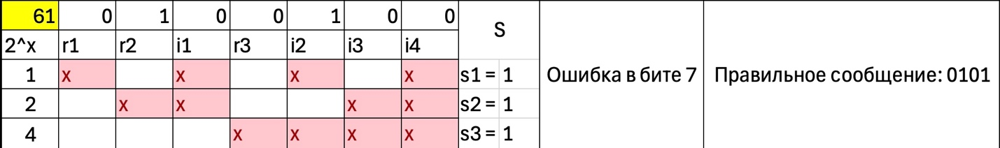 61 0 1 0 0 1 0 0 S
2^x r1 r2 i1 r3 i2 i3 i4
1 x x x x s1 = 1 Ошибка в бите 7 Правильное сообщение: 0101
2 x x x x s2 = 1
4 x x x x s3 = 1